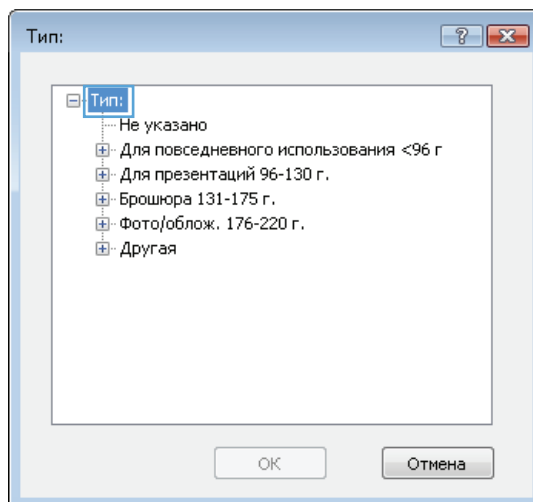 Тип:
Тип:
Не указано
Для повседневного использования <96 г
Для презентаций 96-130 г.
Брошюра 131-175 г.
Фото/облож. 176-220 г.
Другая
ОК
Отмена